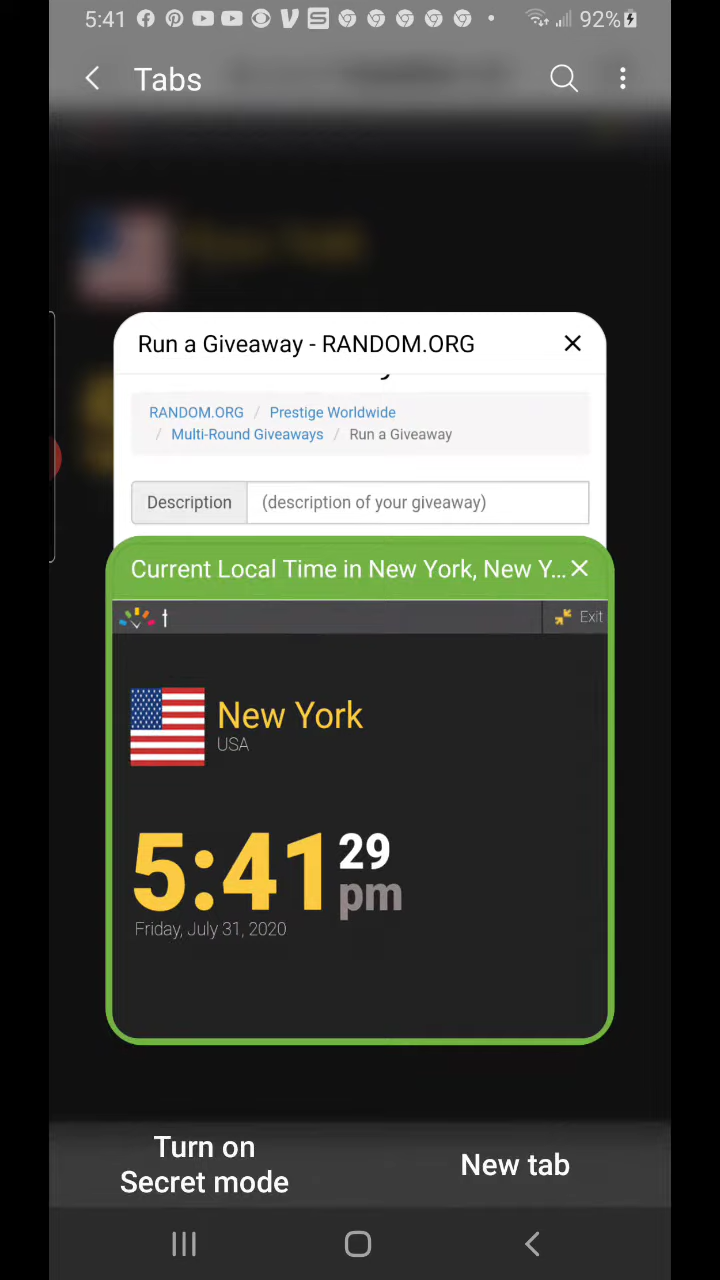 5:41 92%
Tabs
Run a Giveaway - RANDOM.ORG
RANDOM.ORG / Prestige Worldwide
/ Multi-Round Giveaways / Run a Giveaway
Description (description of your giveaway)
Current Local Time in New York, New Y...
t Exit
New York
USA
5:41 29
pm
Friday, July 31, 2020
Turn on
Secret mode
New tab